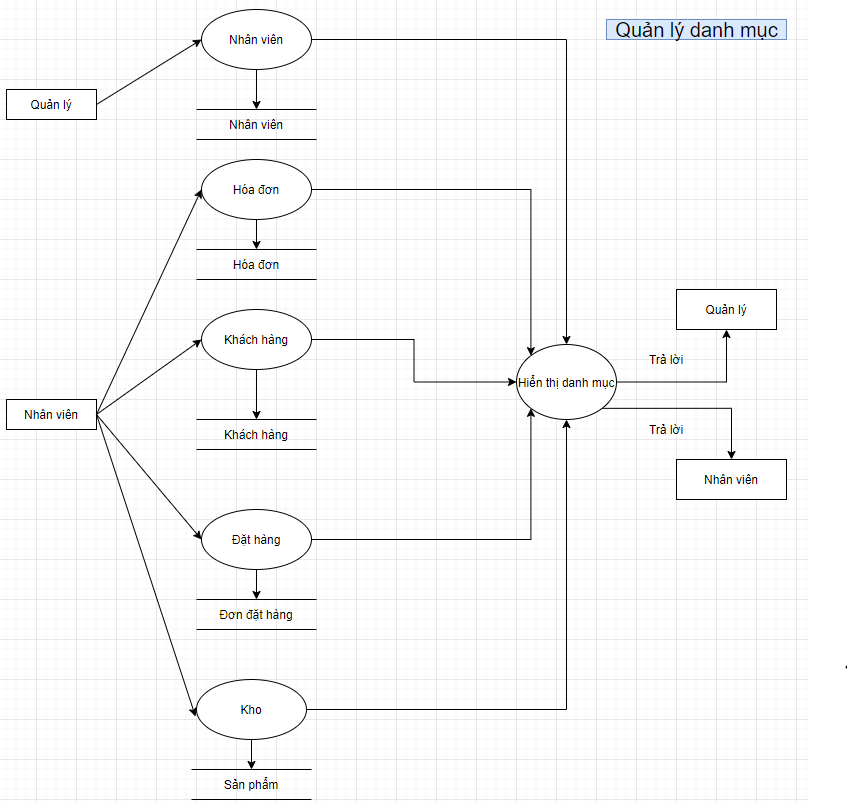 Quản lý danh mục
Nhân viên
Quản lý
Nhân viên
Hóa đơn
Hóa đơn
Khách hàng
Khách hàng
Nhân viên
Hiển thị danh mục
Quản lý
Trả lời
Trả lời
Nhân viên
Đặt hàng
Đơn đặt hàng
Kho
Sản phẩm